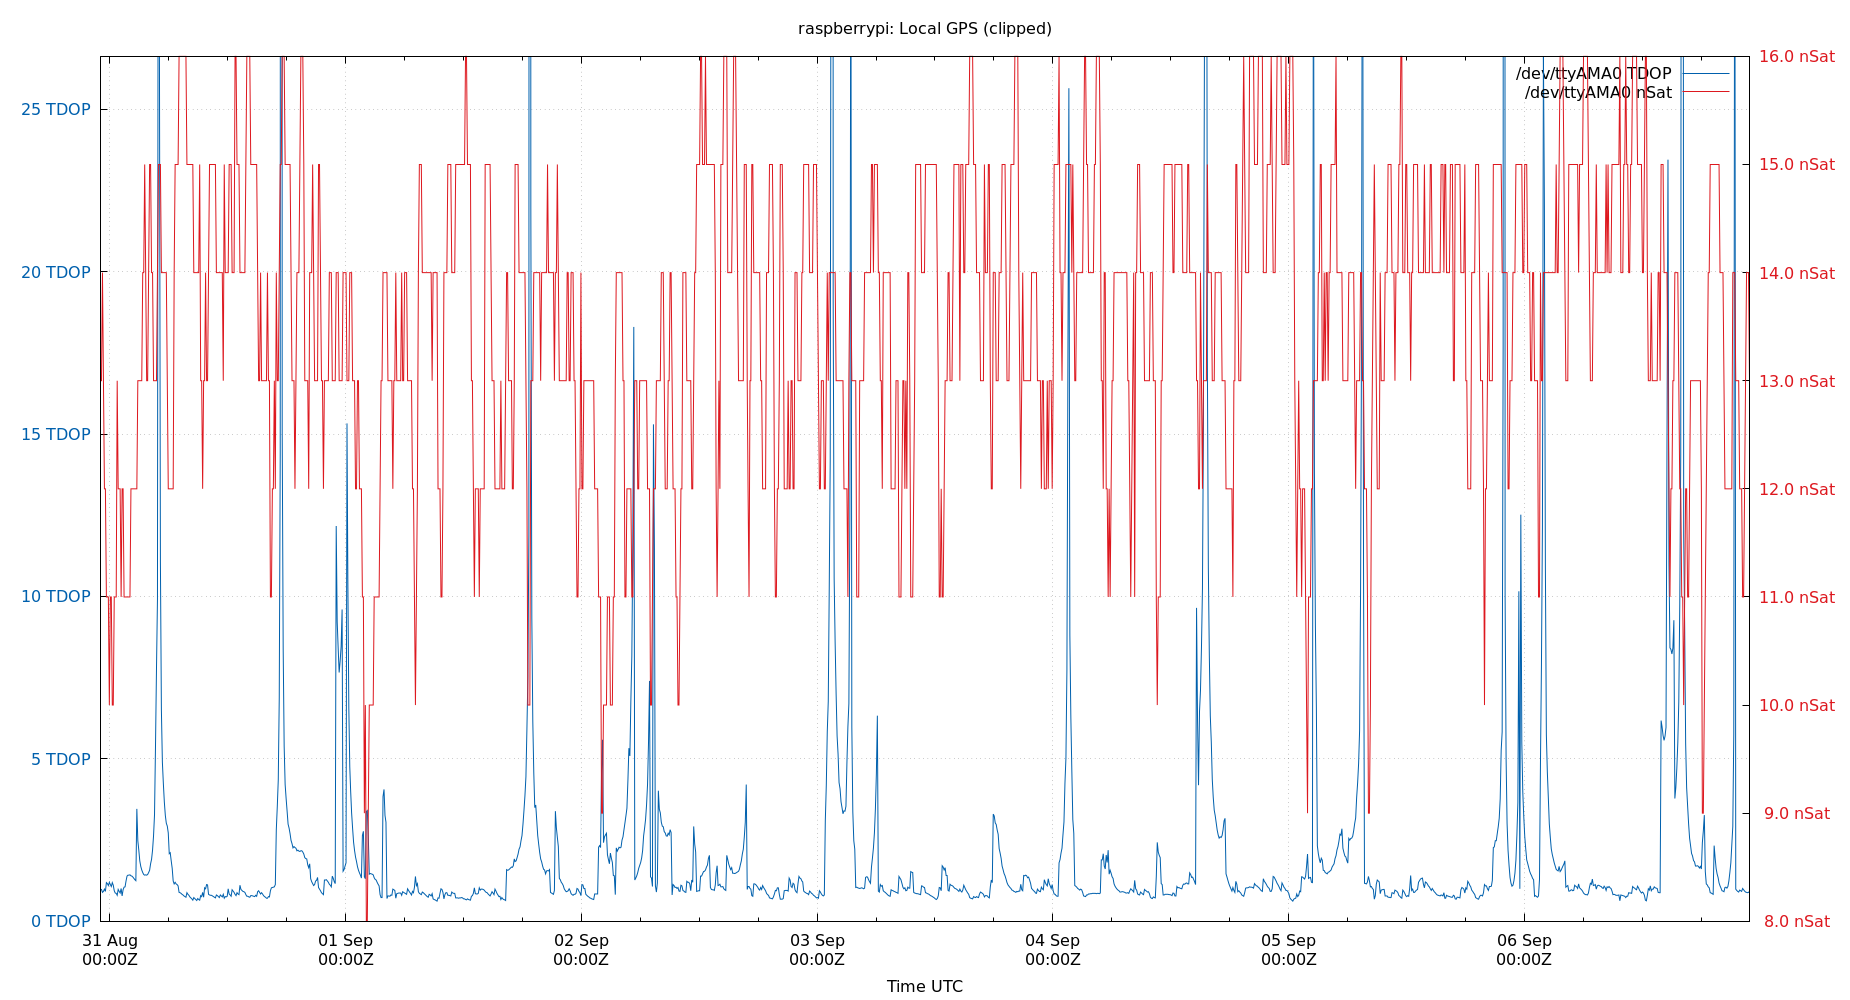 raspberrypi: Local GPS (clipped)
/dev/ttyAMA0 TDOP
/dev/ttyAMA0 nSat
25 TDOP
20 TDOP
15 TDOP
10 TDOP
5 TDOP
0 TDOP
16.0 nSat
15.0 nSat
14.0 nSat
13.0 nSat
12.0 nSat
11.0 nSat
10.0 nSat
9.0 nSat
8.0 nSat
31 Aug
00:00Z
01 Sep
00:00Z
02 Sep
00:00Z
03 Sep
00:00Z
04 Sep
00:00Z
05 Sep
00:00Z
06 Sep
00:00Z
Time UTC